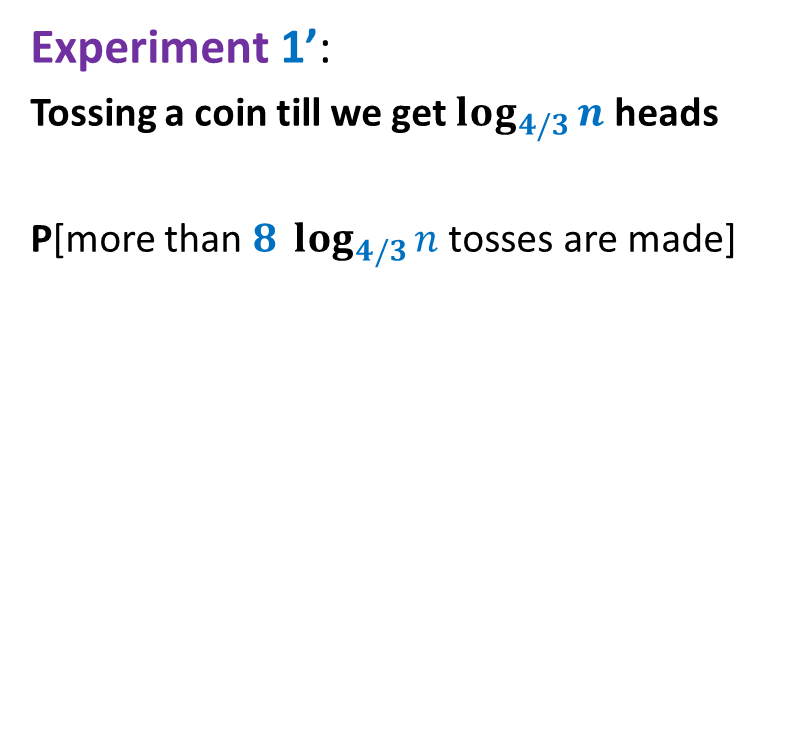 Experiment 1′:
Tossing a coin till we get log₄/₃ n heads
P[more than 8 log₄/₃ n tosses are made]